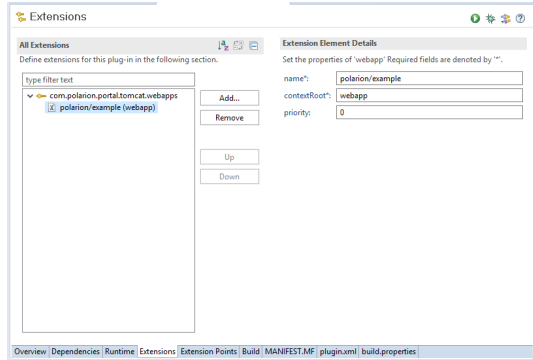 Extensions
All Extensions
Define extensions for this plug-in in the following section.
type filter text
com.polarion.portal.tomcat.webapps
polarion/example (webapp)
Add...
Remove
Up
Down
Extension Element Details
Set the properties of 'webapp' Required fields are denoted by '*'.
name*: polarion/example
contextRoot*: webapp
priority: 0
Overview Dependencies Runtime Extensions Extension Points Build MANIFEST.MF plugin.xml build.properties